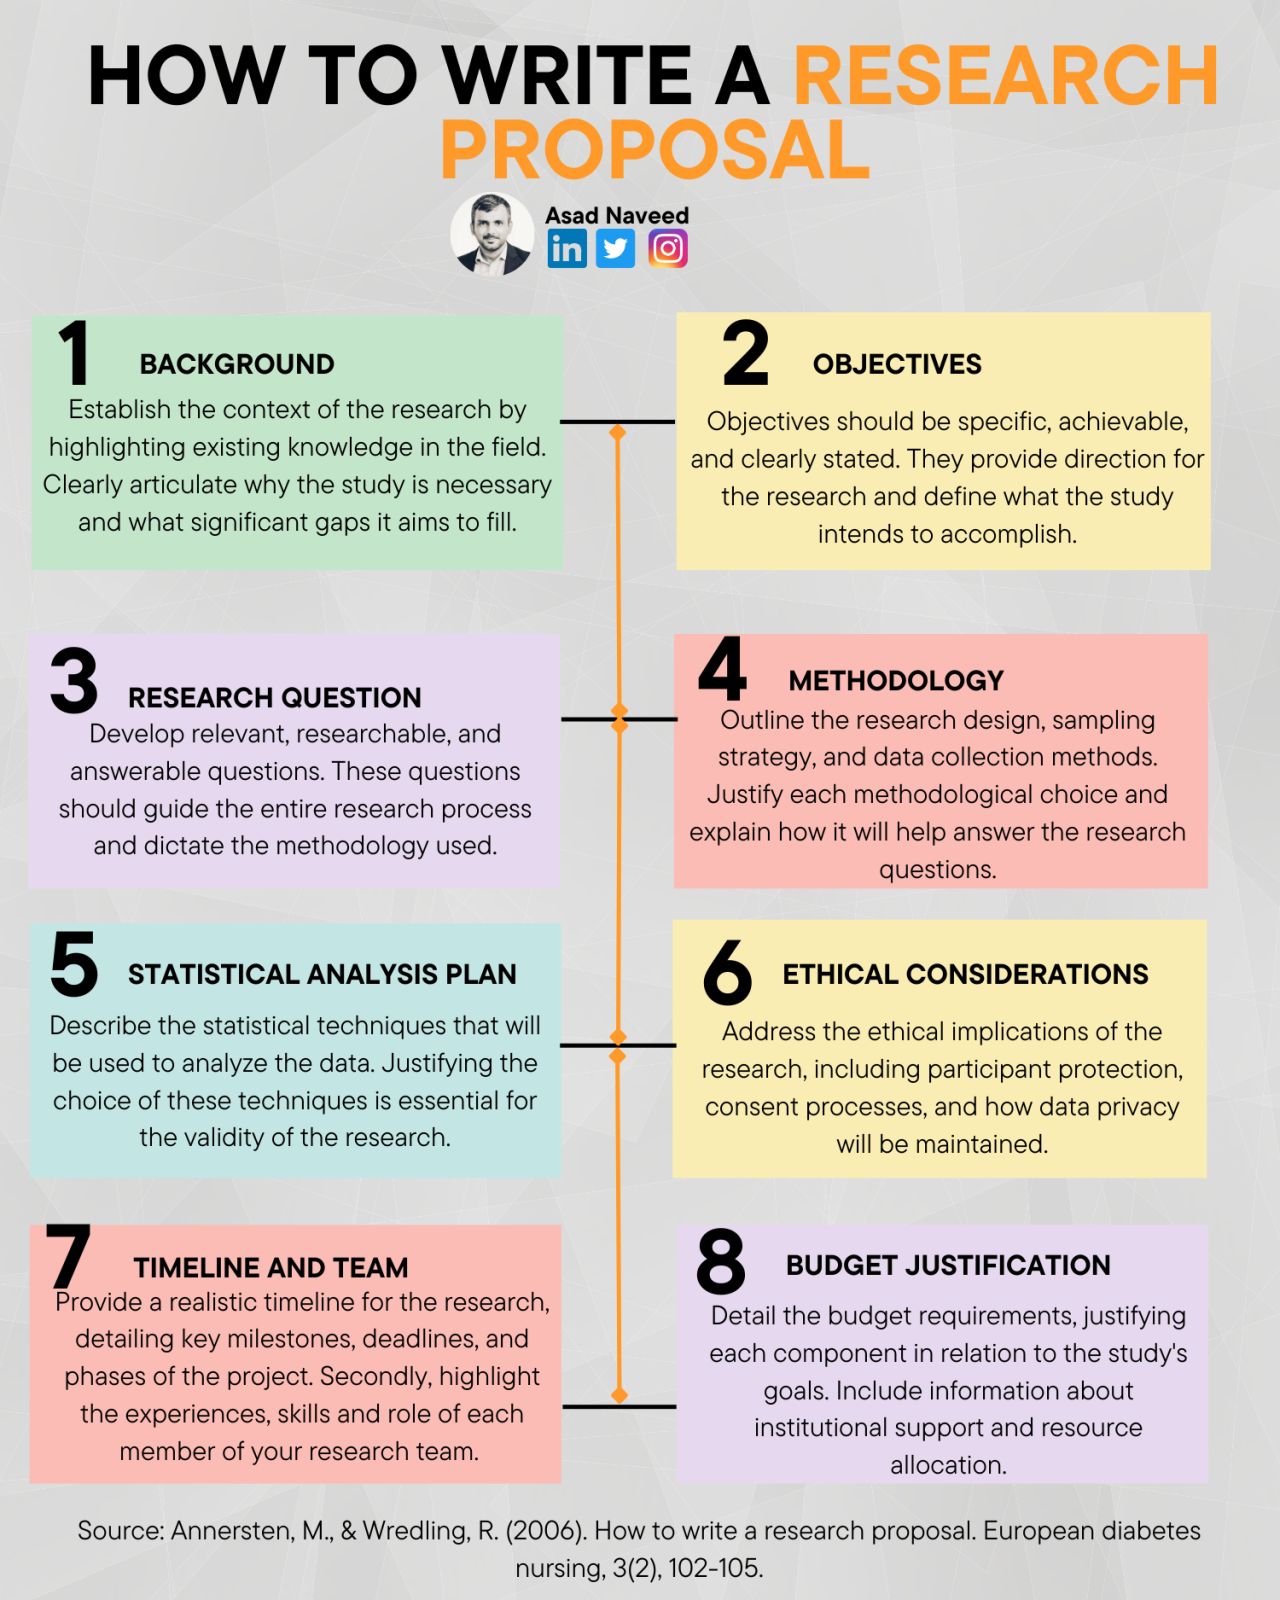 HOW TO WRITE A RESEARCH
PROPOSAL
Asad Naveed
in
1
BACKGROUND
Establish the context of the research by
highlighting existing knowledge in the field.
Clearly articulate why the study is necessary
and what significant gaps it aims to fill.
2
OBJECTIVES
Objectives should be specific, achievable,
and clearly stated. They provide direction for
the research and define what the study
intends to accomplish.
3
RESEARCH QUESTION
Develop relevant, researchable, and
answerable questions. These questions
should guide the entire research process
and dictate the methodology used.
4
METHODOLOGY
Outline the research design, sampling
strategy, and data collection methods.
Justify each methodological choice and
explain how it will help answer the research
questions.
5
STATISTICAL ANALYSIS PLAN
Describe the statistical techniques that will
be used to analyze the data. Justifying the
choice of these techniques is essential for
the validity of the research.
6
ETHICAL CONSIDERATIONS
Address the ethical implications of the
research, including participant protection,
consent processes, and how data privacy
will be maintained.
7
TIMELINE AND TEAM
Provide a realistic timeline for the research,
detailing key milestones, deadlines, and
phases of the project. Secondly, highlight
the experiences, skills and role of each
member of your research team.
8
BUDGET JUSTIFICATION
Detail the budget requirements, justifying
each component in relation to the study's
goals. Include information about
institutional support and resource
allocation.
Source: Annersten, M., & Wredling, R. (2006). How to write a research proposal. European diabetes
nursing, 3(2), 102-105.